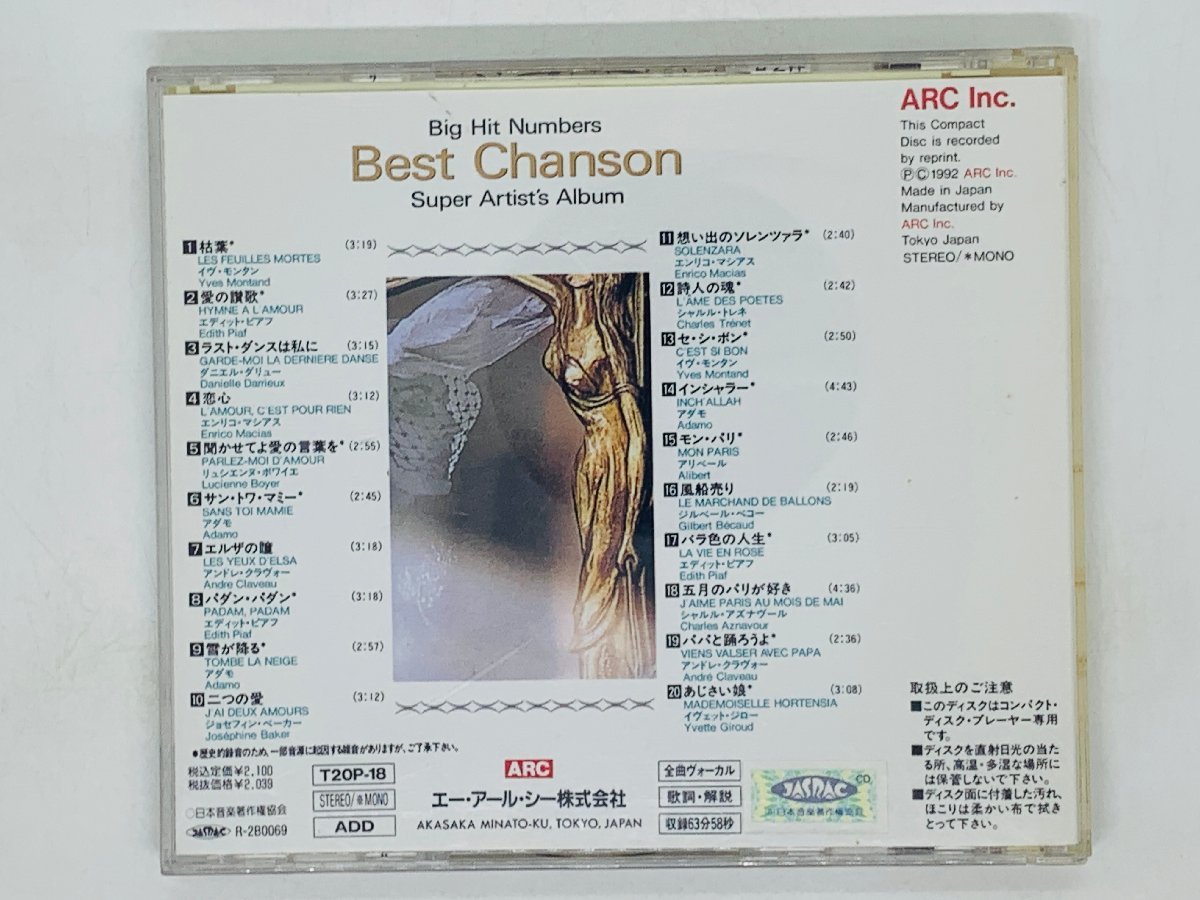 Big Hit Numbers
Best Chanson
Super Artist's Album
1 枯葉* (3:19)
LES FEUILLES MORTES
イヴ・モンタン
Yves Montand
2 愛の讃歌* (3:27)
HYMNE A L'AMOUR
エディット・ピアフ
Edith Piaf
3 ラスト・ダンスは私に (3:15)
GARDE-MOI LA DERNIERE DANSE
ダニエル・ダリュー
Danielle Darrieux
4 恋心 (3:12)
L'AMOUR, C'EST POUR RIEN
エンリコ・マシアス
Enrico Macias
5 聞かせてよ愛の言葉を* (2:55)
PARLEZ-MOI D'AMOUR
リュシエンヌ・ボワイエ
Lucienne Boyer
6 サン・トワ・マミー* (2:45)
SANS TOI MAMIE
アダモ
Adamo
7 エルザの瞳 (3:18)
LES YEUX D'ELSA
アンドレ・クラヴォー
André Claveau
8 パダン・パダン* (3:18)
PADAM, PADAM
エディット・ピアフ
Edith Piaf
9 雪が降る* (2:57)
TOMBE LA NEIGE
アダモ
Adamo
10 二つの愛 (3:12)
J'AI DEUX AMOURS
ジョセフィン・ベーカー
Joséphine Baker
11 想い出のソレンツァラ* (2:40)
SOLENZARA
エンリコ・マシアス
Enrico Macias
12 詩人の魂* (2:42)
L'AME DES POETES
シャルル・トレネ
Charles Trenet
13 セ・シ・ボン* (2:50)
C'EST SI BON
イヴ・モンタン
Yves Montand
14 インシャラー* (4:43)
INCH'ALLAH
アダモ
Adamo
15 モン・パリ* (2:46)
MON PARIS
アリベール
Alibert
16 風船売り (2:19)
LE MARCHAND DE BALLONS
ジルベール・ベコー
Gilbert Bécaud
17 バラ色の人生* (3:05)
LA VIE EN ROSE
エディット・ピアフ
Edith Piaf
18 五月のパリが好き (4:36)
J'AIME PARIS AU MOIS DE MAI
シャルル・アズナヴール
Charles Aznavour
19 パパと踊ろうよ* (2:36)
VIENS VALSER AVEC PAPA
アンドレ・クラヴォー
André Claveau
20 あじさい娘* (3:08)
MADEMOISELLE HORTENSIA
イヴェット・ジロー
Yvette Giroud
ARC Inc.
This Compact
Disc is recorded
by reprint.
ⓅⒸ1992 ARC Inc.
Made in Japan
Manufactured by
ARC Inc.
Tokyo Japan
STEREO/*MONO
取扱上のご注意
■このディスクはコンパクト・
ディスク・プレーヤー専用
です。
■ディスクを直射日光の当た
る所、高温・多湿な場所に
は保管しないで下さい。
■ディスク面に付着した汚れ、
ほこりは柔かい布で拭き
とって下さい。
*歴史的録音のため、一部音源に起因する雑音がありますが、ご了承下さい。
税込定価¥2,100
税抜価格¥2,039
日本音楽著作権協会
JASRAC R-2B0069
T20P-18
STEREO/*MONO
ADD
ARC
エー・アール・シー株式会社
AKASAKA MINATO-KU, TOKYO, JAPAN
全曲ヴォーカル
歌詞・解説
収録63分58秒
CD
JASRAC
日本音楽著作権協会